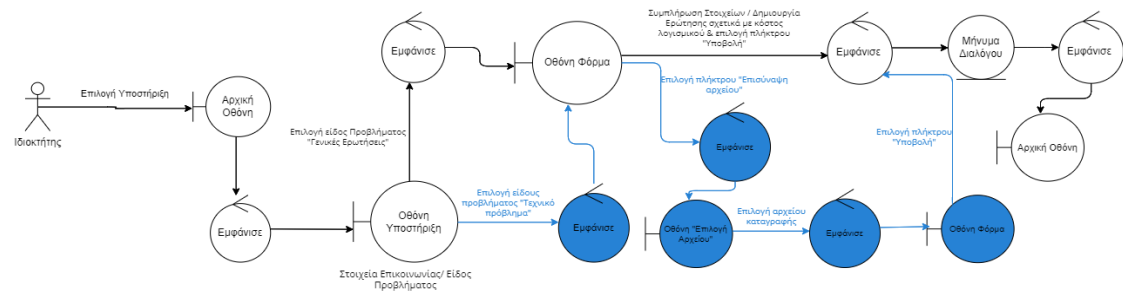 Συμπλήρωση Στοιχείων / Δημιουργία
Ερώτησης σχετικά με κόστος
λογισμικού & επιλογή πλήκτρου
"Υποβολή"
Εμφάνισε
Οθόνη Φόρμα
Εμφάνισε
Μήνυμα
Διαλόγου
Εμφάνισε
Επιλογή πλήκτρου "Επισύναψη
αρχείου"
Επιλογή Υποστήριξη
Αρχική
Οθόνη
Ιδιοκτήτης
Επιλογή είδος Προβλήματος
"Γενικές Ερωτήσεις"
Εμφάνισε
Επιλογή πλήκτρου
"Υποβολή"
Αρχική Οθόνη
Εμφάνισε
Οθόνη
Υποστήριξη
Επιλογή είδους
προβλήματος "Τεχνικό
πρόβλημα"
Εμφάνισε
Οθόνη "Επιλογή
Αρχείου"
Επιλογή αρχείου
καταγραφής
Εμφάνισε
Οθόνη Φόρμα
Στοιχεία Επικοινωνίας/ Είδος
Προβλήματος